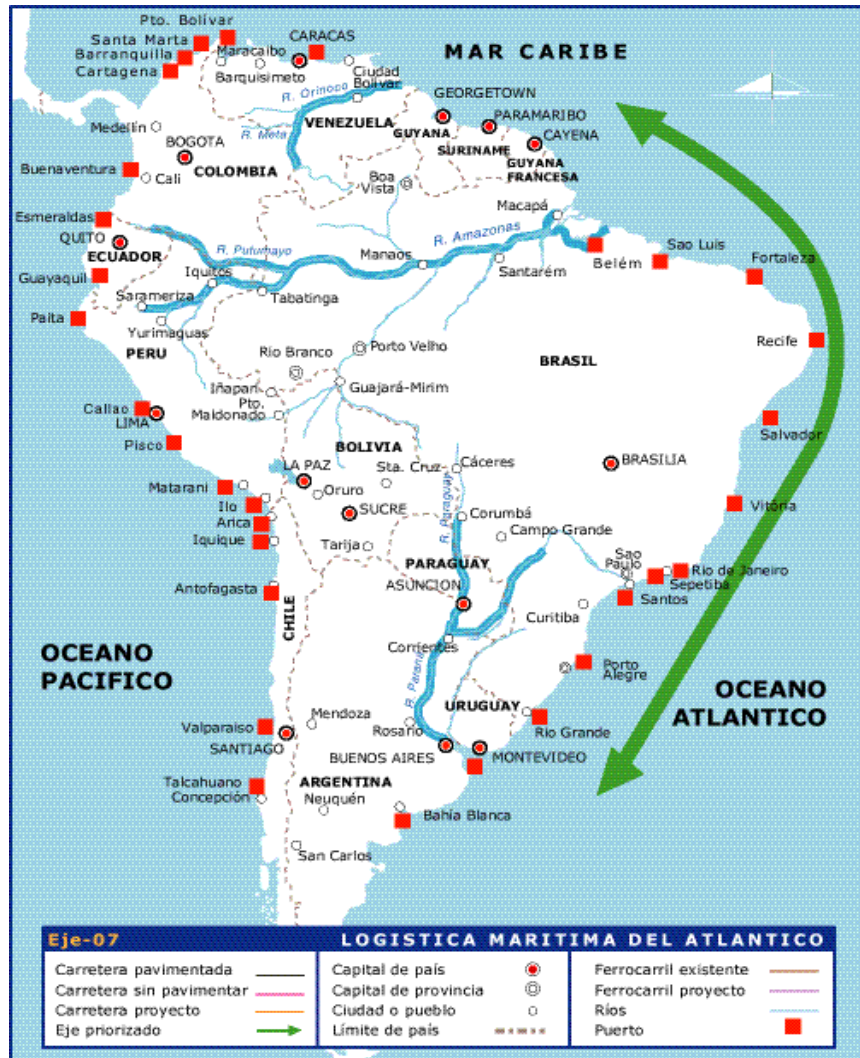 Pto. Bolívar
Santa Marta
Barranquilla
Cartagena
Maracaibo
Barquisimeto
CARACAS
Ciudad
Bolívar
MAR CARIBE
R. Orinoco
R. Meta
VENEZUELA
GEORGETOWN
GUYANA
PARAMARIBO
SURINAME
CAYENA
GUYANA
FRANCESA
Medellín
BOGOTA
COLOMBIA
Buenaventura
Cali
Boa
Vista
Macapá
Esmeraldas
QUITO
ECUADOR
R. Putumayo
R. Amazonas
Manaos
Santarém
Belém
Sao Luis
Fortaleza
Guayaquil
Iquitos
Tabatinga
Sarameriza
Paita
Yurimaguas
PERU
Rio Branco
Porto Velho
BRASIL
Recife
Iñapari
Pto.
Maldonado
Guajará-Mirim
Callao
LIMA
Pisco
Salvador
BOLIVIA
LA PAZ
Sta. Cruz
Cáceres
BRASILIA
Matarani
Oruro
SUCRE
R. Paraguay
Corumbá
Vitória
Ilo
Arica
Iquique
Tarija
Campo Grande
PARAGUAY
ASUNCION
Sao
Paulo
Rio de Janeiro
Sepetiba
Santos
Antofagasta
CHILE
Curitiba
Corrientes
OCEANO
PACIFICO
R. Parana
Porto
Alegre
OCEANO
ATLANTICO
URUGUAY
Mendoza
Rosario
Rio Grande
Valparaiso
SANTIAGO
BUENOS AIRES
MONTEVIDEO
Talcahuano
Concepción
ARGENTINA
Neuquén
Bahía Blanca
San Carlos
Eje-07
LOGISTICA MARITIMA DEL ATLANTICO
Carretera pavimentada
Carretera sin pavimentar
Carretera proyecto
Eje priorizado
Capital de país
Capital de provincia
Ciudad o pueblo
Límite de país
Ferrocarril existente
Ferrocarril proyecto
Ríos
Puerto